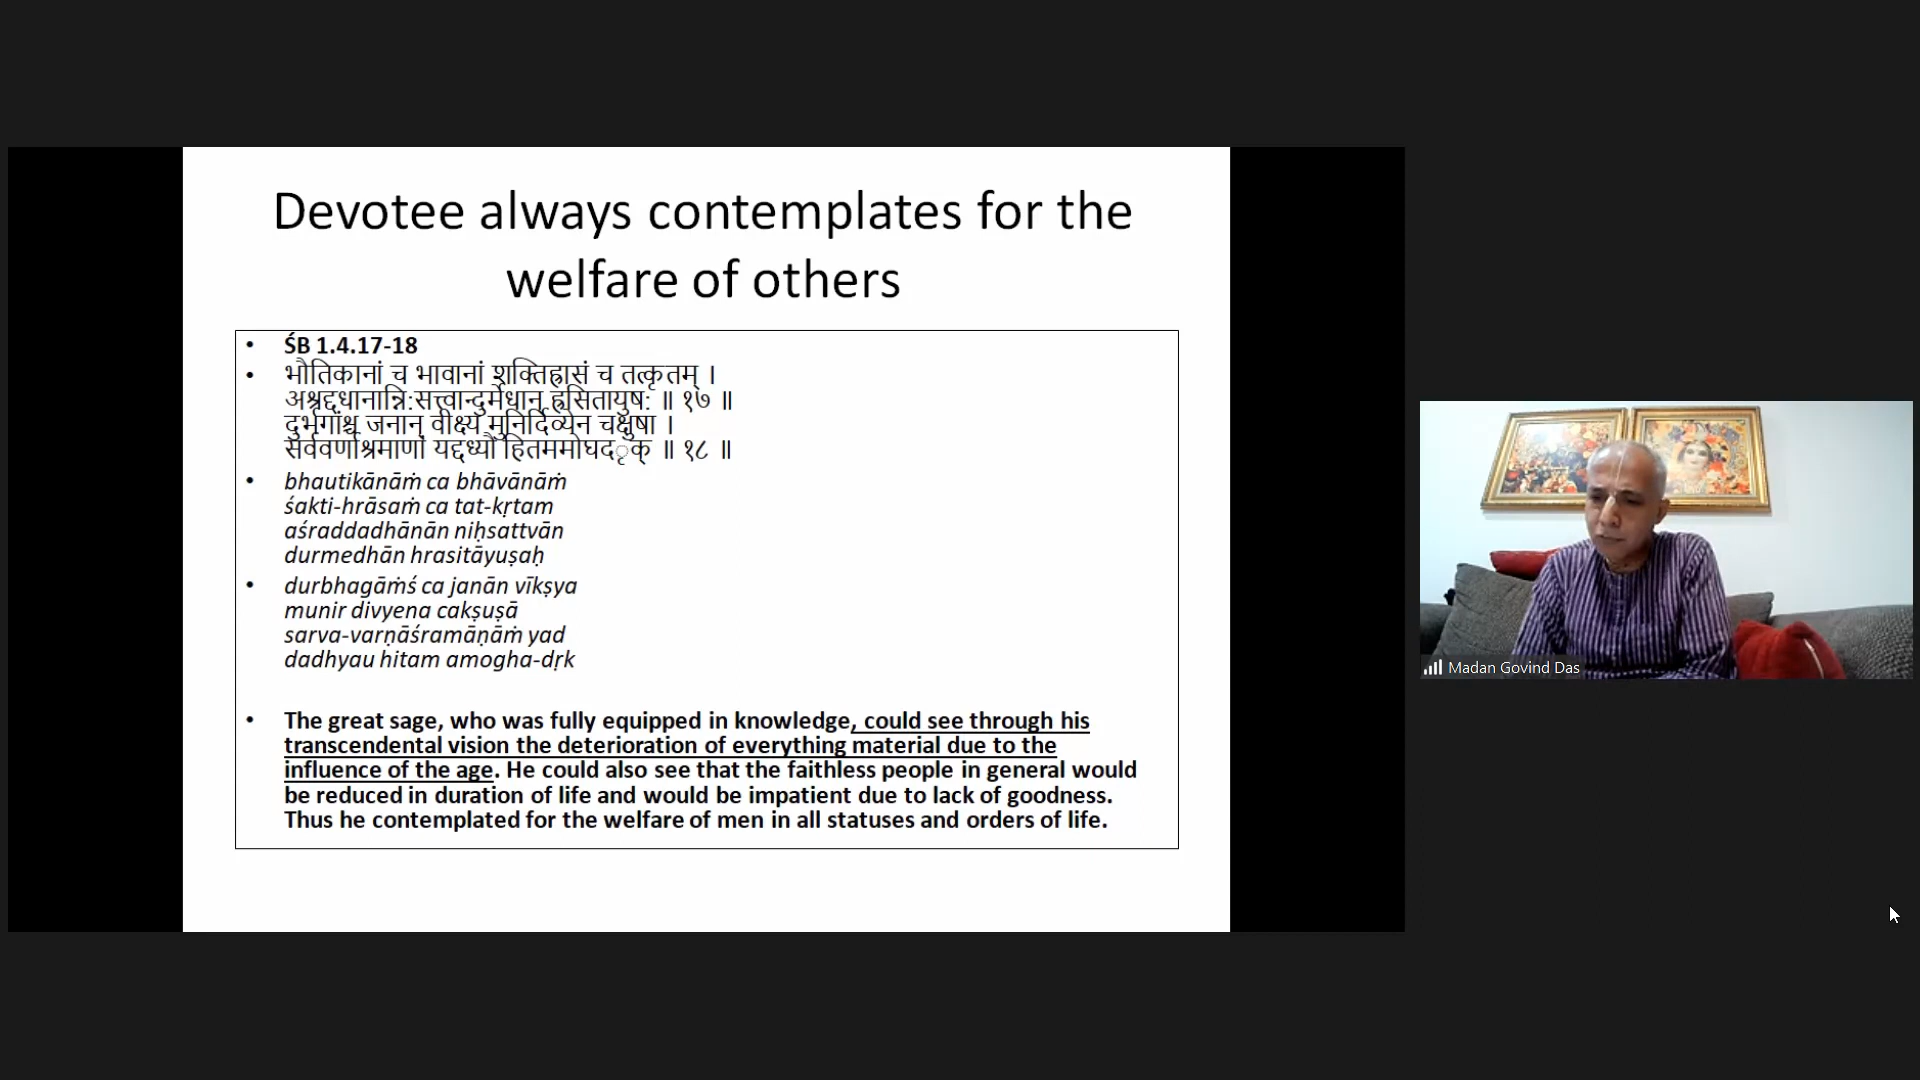 Devotee always contemplates for the
welfare of others
• ŚB 1.4.17-18
• भौतिकानां च भावानां शक्तिह्रासं च तत्कृतम् ।
अश्रद्दधानान्नि:सत्त्वान्दुर्मेधान् ह्रसितायुष: ॥ १७ ॥
दुर्भगांश्च जनान् वीक्ष्य मुनिर्दिव्येन चक्षुषा ।
सर्ववर्णाश्रमाणां यद्दध्यौ हितममोघद‍ृक् ॥ १८ ॥
• bhautikānāṁ ca bhāvānāṁ
śakti-hrāsaṁ ca tat-kṛtam
aśraddadhānān niḥsattvān
durmedhān hrasitāyuṣaḥ
• durbhagāṁś ca janān vīkṣya
munir divyena cakṣuṣā
sarva-varṇāśramāṇāṁ yad
dadhyau hitam amogha-dṛk
• The great sage, who was fully equipped in knowledge, could see through his
transcendental vision the deterioration of everything material due to the
influence of the age. He could also see that the faithless people in general would
be reduced in duration of life and would be impatient due to lack of goodness.
Thus he contemplated for the welfare of men in all statuses and orders of life.
Madan Govind Das